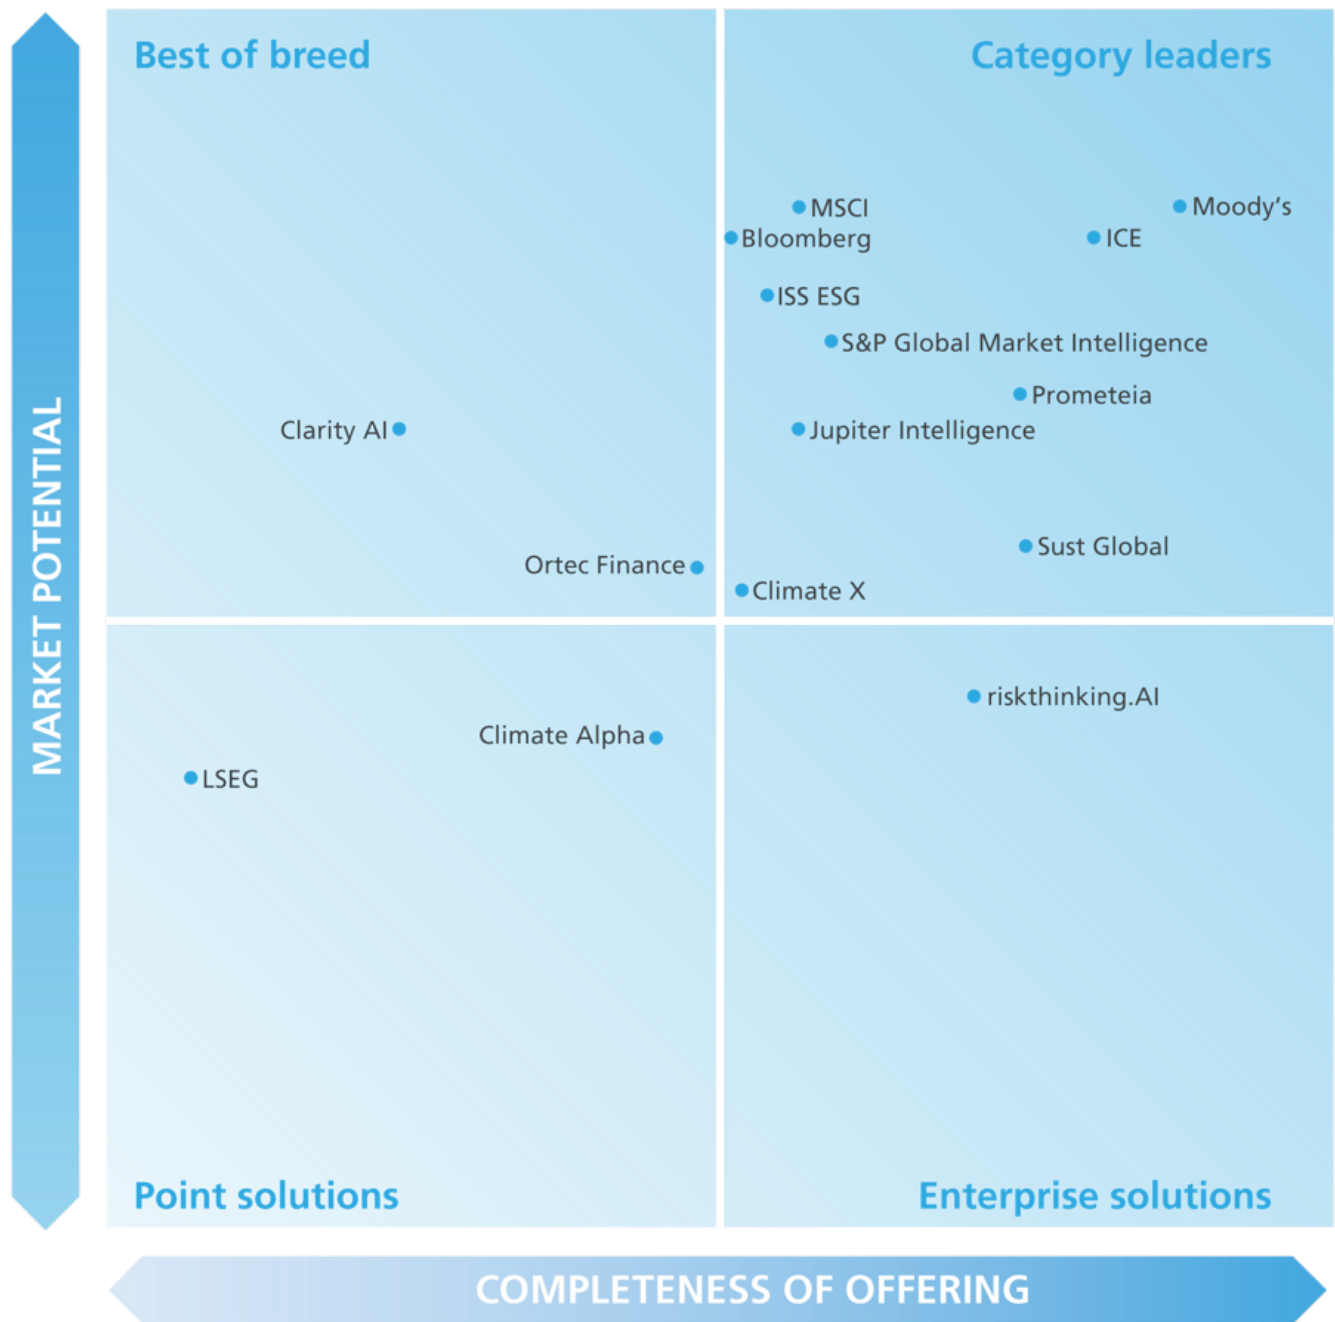 Best of breed
Category leaders
MSCI
Moody's
Bloomberg
ICE
ISS ESG
S&P Global Market Intelligence
Prometeia
Clarity AI
Jupiter Intelligence
Sust Global
Ortec Finance
Climate X
riskthinking.AI
Climate Alpha
LSEG
Point solutions
Enterprise solutions
MARKET POTENTIAL
COMPLETENESS OF OFFERING